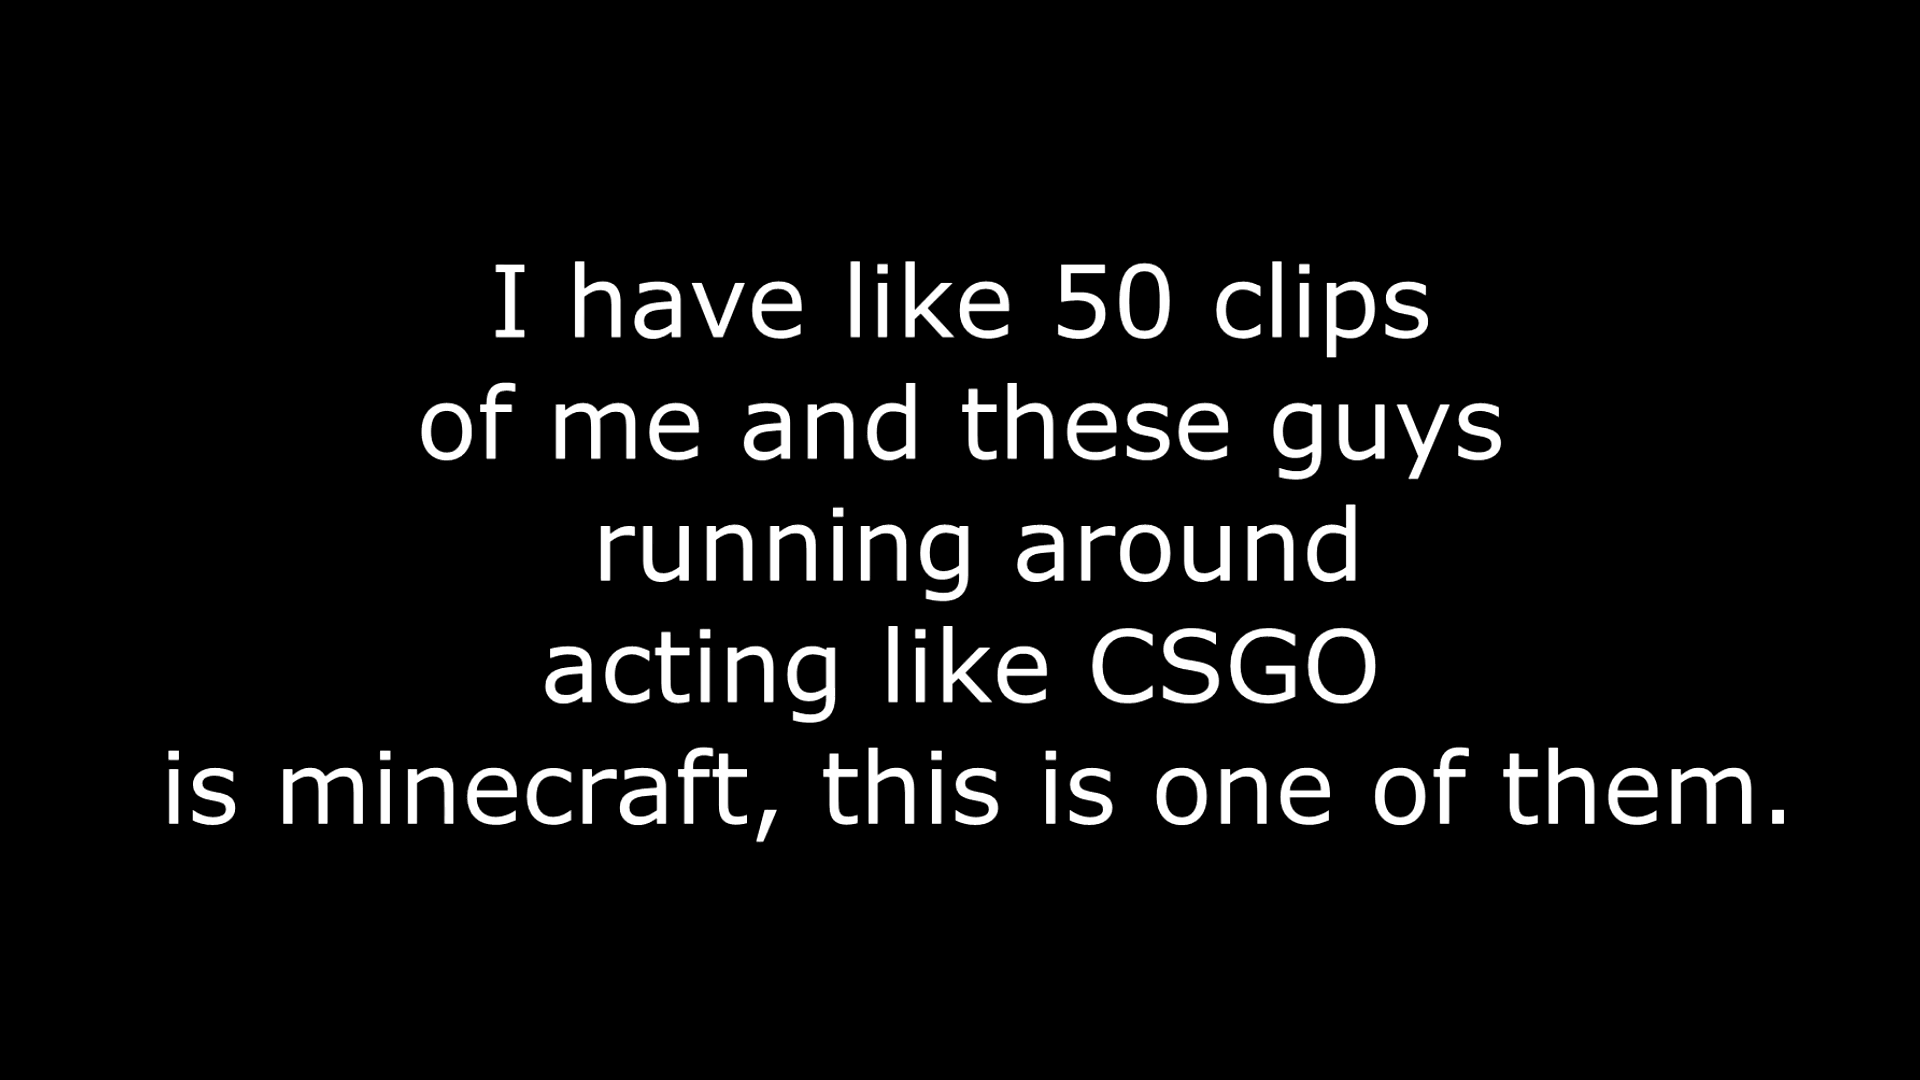 I have like 50 clips
of me and these guys
running around
acting like CSGO
is minecraft, this is one of them.